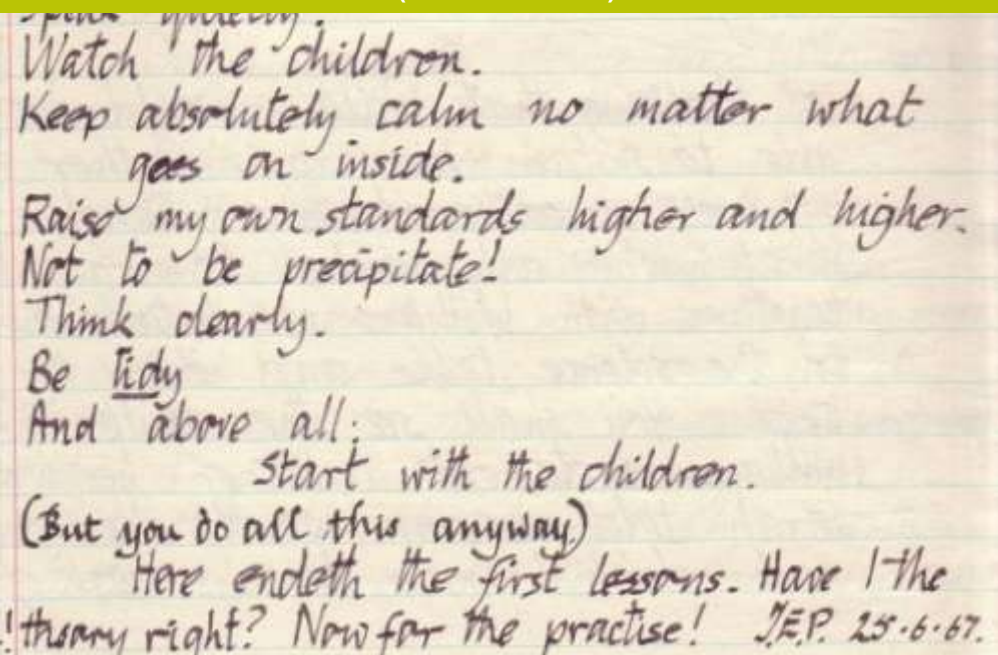 Watch the children.
Keep absolutely calm no matter what
goes on inside.
Raise my own standards higher and higher.
Not to be precipitate!
Think clearly.
Be tidy
And above all:
Start with the children.
(But you do all this anyway)
Here endeth the first lessons. Have I the
! theory right? Now for the practise! J.E.P. 25.6.67.